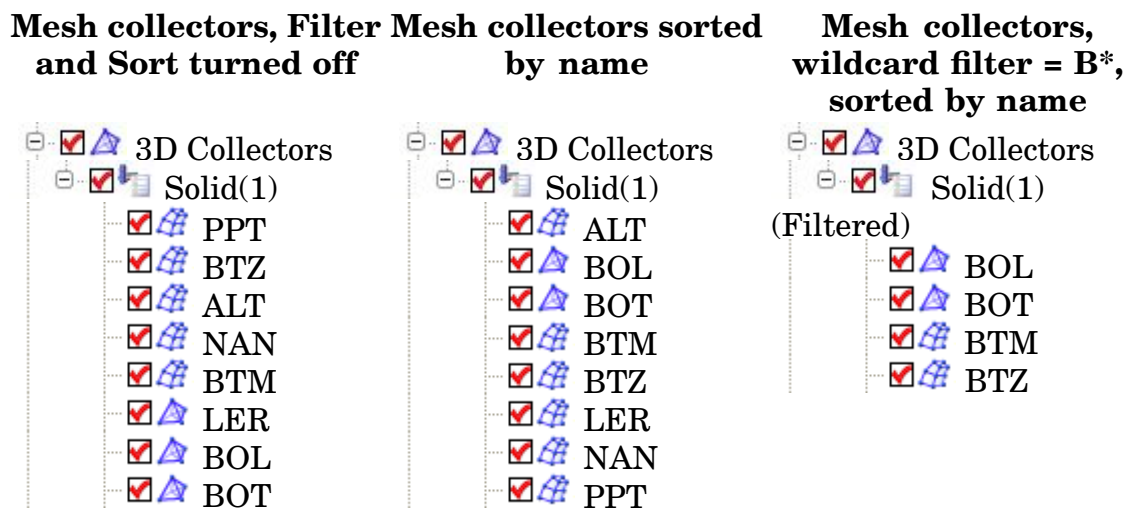 Mesh collectors, Filter
and Sort turned off
3D Collectors
Solid(1)
PPT
BTZ
ALT
NAN
BTM
LER
BOL
BOT
Mesh collectors sorted
by name
3D Collectors
Solid(1)
ALT
BOL
BOT
BTM
BTZ
LER
NAN
PPT
Mesh collectors,
wildcard filter = B*,
sorted by name
3D Collectors
Solid(1)
(Filtered)
BOL
BOT
BTM
BTZ